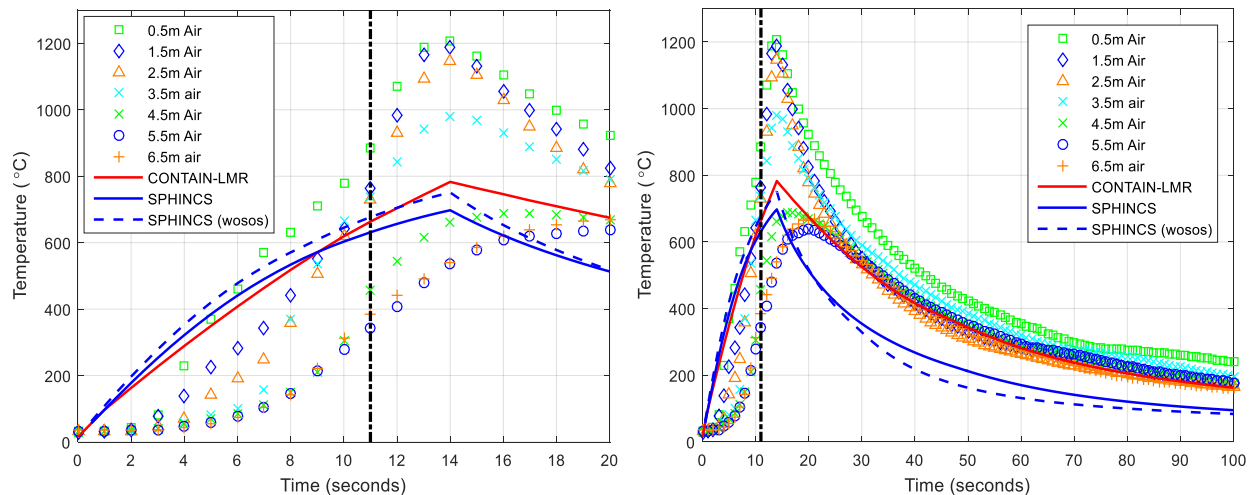 0.5m Air
1.5m Air
2.5m Air
3.5m air
4.5m Air
5.5m Air
6.5m air
CONTAIN-LMR
SPHINCS
SPHINCS (wosos)
Temperature (°C)
1200
1000
800
600
400
200
0
0 2 4 6 8 10 12 14 16 18 20
Time (seconds)
0.5m Air
1.5m Air
2.5m Air
3.5m air
4.5m Air
5.5m Air
6.5m air
CONTAIN-LMR
SPHINCS
SPHINCS (wosos)
Temperature (°C)
1200
1000
800
600
400
200
0
0 10 20 30 40 50 60 70 80 90 100
Time (seconds)